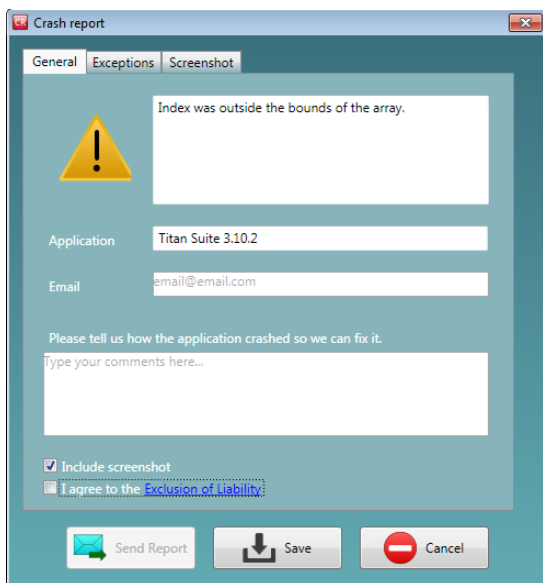 CR Crash report
General Exceptions Screenshot
Index was outside the bounds of the array.
Application Titan Suite 3.10.2
Email email@email.com
Please tell us how the application crashed so we can fix it.
Type your comments here...
Include screenshot
I agree to the Exclusion of Liability
Send Report Save Cancel